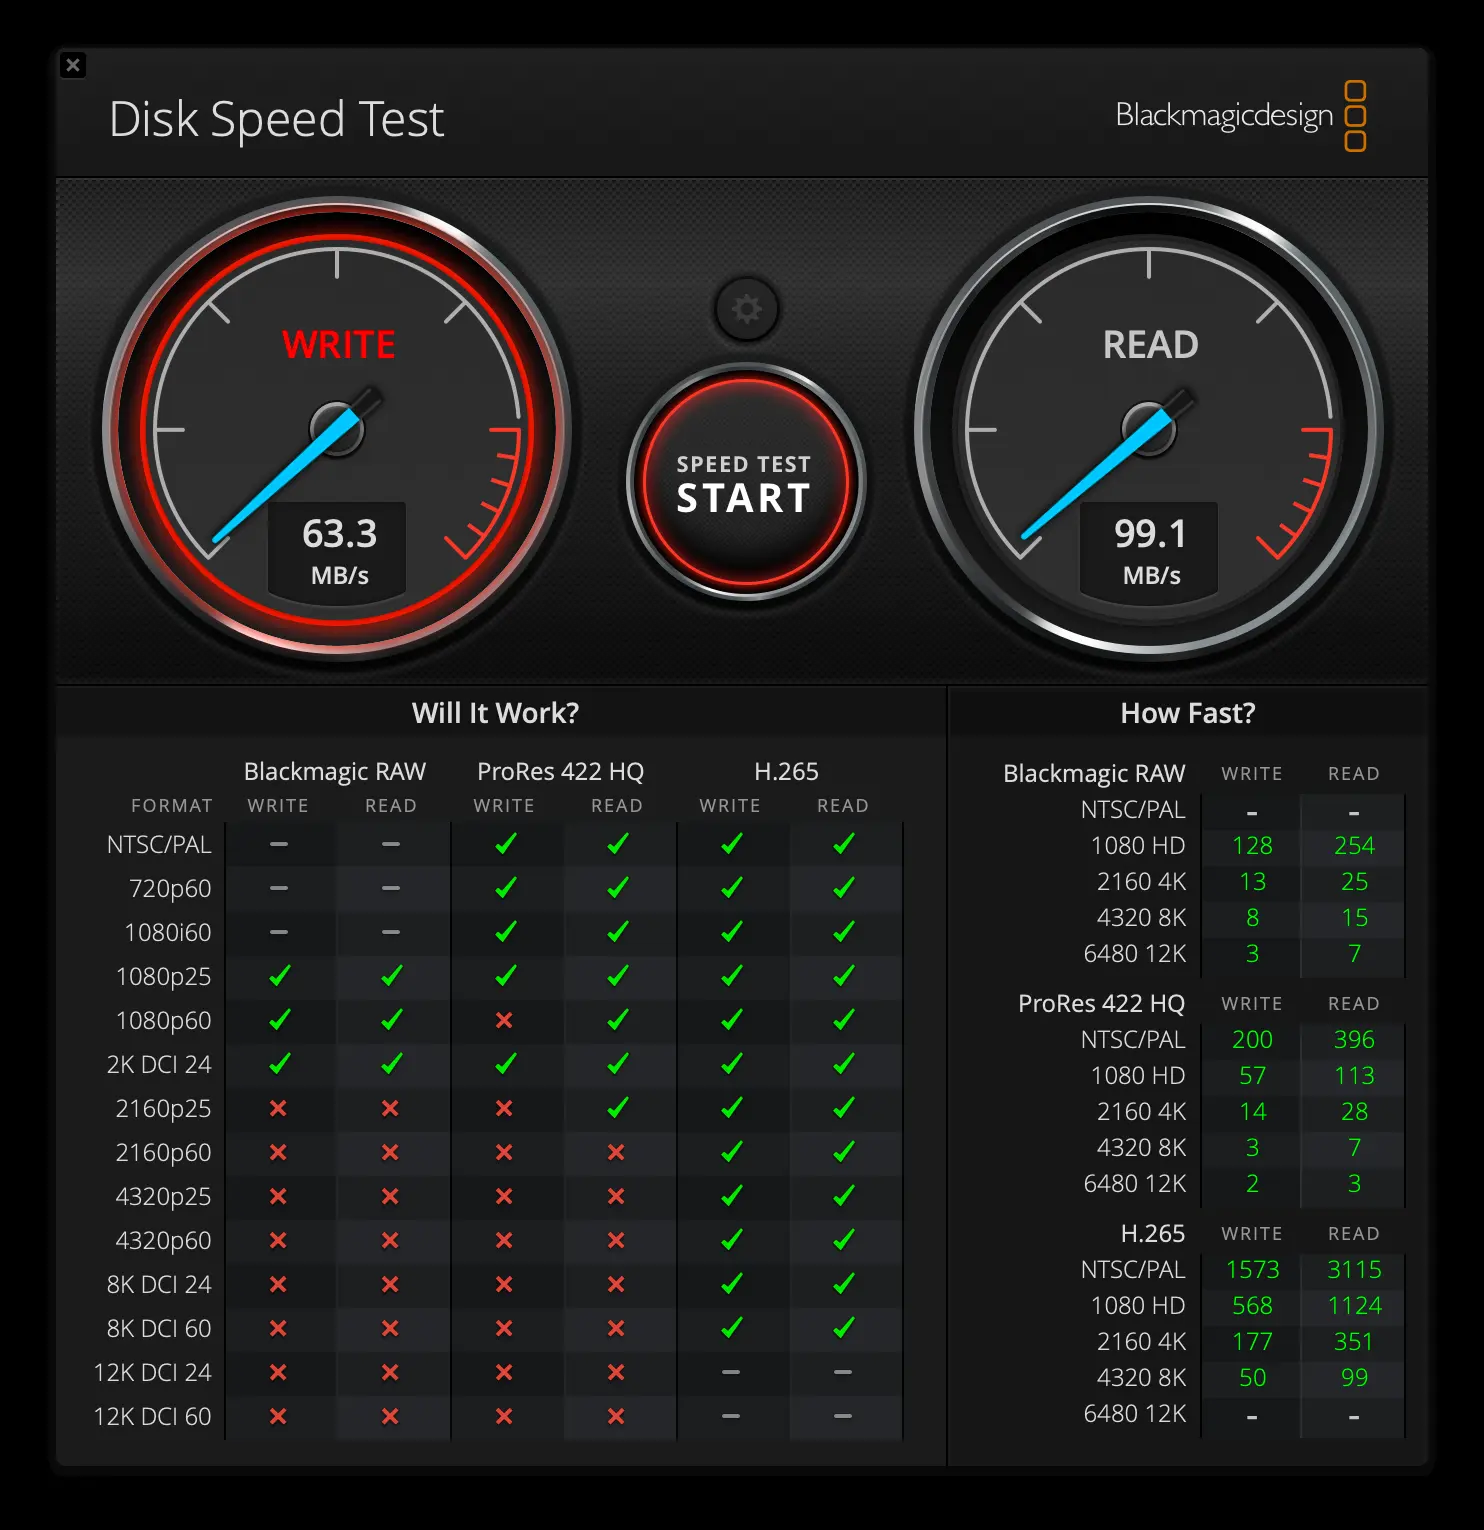 Disk Speed Test
Blackmagicdesign
WRITE
63.3
MB/s
SPEED TEST
START
READ
99.1
MB/s
Will It Work?
Blackmagic RAW ProRes 422 HQ H.265
FORMAT WRITE READ WRITE READ WRITE READ
NTSC/PAL – – ✓ ✓ ✓ ✓
720p60 – – ✓ ✓ ✓ ✓
1080i60 – – ✓ ✓ ✓ ✓
1080p25 ✓ ✓ ✓ ✓ ✓ ✓
1080p60 ✓ ✓ ✗ ✓ ✓ ✓
2K DCI 24 ✓ ✓ ✓ ✓ ✓ ✓
2160p25 ✗ ✗ ✗ ✓ ✓ ✓
2160p60 ✗ ✗ ✗ ✗ ✓ ✓
4320p25 ✗ ✗ ✗ ✗ ✓ ✓
4320p60 ✗ ✗ ✗ ✗ ✓ ✓
8K DCI 24 ✗ ✗ ✗ ✗ ✓ ✓
8K DCI 60 ✗ ✗ ✗ ✗ ✓ ✓
12K DCI 24 ✗ ✗ ✗ ✗ – –
12K DCI 60 ✗ ✗ ✗ ✗ – –
How Fast?
Blackmagic RAW WRITE READ
NTSC/PAL - -
1080 HD 128 254
2160 4K 13 25
4320 8K 8 15
6480 12K 3 7
ProRes 422 HQ WRITE READ
NTSC/PAL 200 396
1080 HD 57 113
2160 4K 14 28
4320 8K 3 7
6480 12K 2 3
H.265 WRITE READ
NTSC/PAL 1573 3115
1080 HD 568 1124
2160 4K 177 351
4320 8K 50 99
6480 12K - -